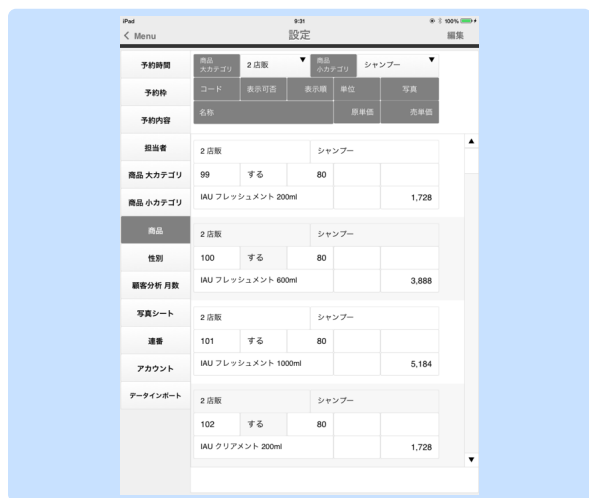 iPad 9:31 100%
Menu 設定 編集
予約時間
予約枠
予約内容
担当者
商品 大カテゴリ
商品 小カテゴリ
商品
性別
顧客分析 月数
写真シート
連番
アカウント
データインポート
商品
大カテゴリ
2 店販 ▼
商品
小カテゴリ
シャンプー ▼
コード 表示可否 表示順 単位 写真
名称 原単価 売単価
2 店販 シャンプー
99 する 80
IAU フレッシュメント 200ml 1,728
2 店販 シャンプー
100 する 80
IAU フレッシュメント 600ml 3,888
2 店販 シャンプー
101 する 80
IAU フレッシュメント 1000ml 5,184
2 店販 シャンプー
102 する 80
IAU クリアメント 200ml 1,728